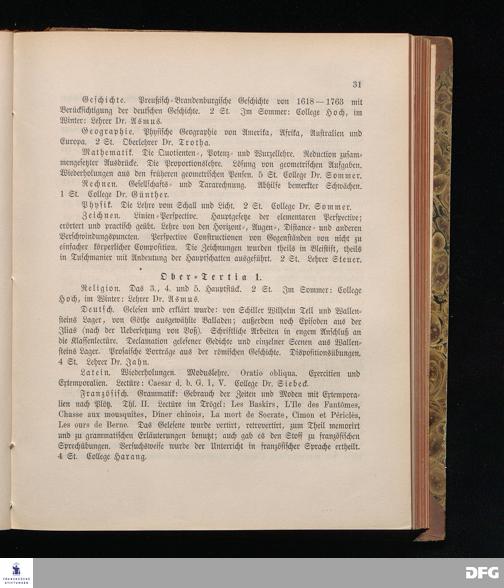 31
Geschichte. Preußisch-Brandenburgische Geschichte von 1618—1763 mit
Berücksichtigung der deutschen Geschichte. 2 St. Im Sommer: College Hoch, im
Winter: Lehrer Dr. Asmus.
Geographie. Physische Geographie von Amerika, Afrika, Australien und
Europa. 2 St. Oberlehrer Dr. Trotha.
Mathematik. Die Quotienten-, Potenz- und Wurzellehre. Reduction zusam-
mengesetzter Ausdrücke. Die Proportionslehre. Lösung von geometrischen Aufgaben.
Wiederholungen aus den früheren geometrischen Pensen. 5 St. College Dr. Sommer.
Rechnen. Gesellschafts- und Tararechnung. Abhilfe bemerkter Schwächen.
1 St. College Dr. Günther.
Physik. Die Lehre vom Schall und Licht. 2 St. College Dr. Sommer.
Zeichnen. Linien-Perspective. Hauptgesetze der elementaren Perspective;
erörtert und practisch geübt. Lehre von den Horizont-, Augen-, Distance- und anderen
Verschwindungspuncten. Perspective Constructionen von Gegenständen von nicht zu
einfacher körperlicher Composition. Die Zeichnungen wurden theils in Bleistift, theils
in Tuschmanier mit Andeutung der Hauptschatten ausgeführt. 2 St. Lehrer Steuer.
Ober-Tertia 1.
Religion. Das 3., 4. und 5. Hauptstück. 2 St. Im Sommer: College
Hoch, im Winter: Lehrer Dr. Asmus.
Deutsch. Gelesen und erklärt wurde: von Schiller Wilhelm Tell und Wallen-
steins Lager, von Göthe ausgewählte Balladen; außerdem noch Episoden aus der
Ilias (nach der Uebersetzung von Voß). Schriftliche Arbeiten in engem Anschluß an
die Klassenlectüre. Declamation gelesener Gedichte und einzelner Scenen aus Wallen-
steins Lager. Prosaische Vorträge aus der römischen Geschichte. Dispositionsübungen.
4 St. Lehrer Dr. Jahn.
Latein. Wiederholungen. Moduslehre. Oratio obliqua. Exercitien und
Extemporalien. Lectüre: Caesar d. b. G. I, V. College Dr. Siebeck.
Französisch. Grammatik: Gebrauch der Zeiten und Moden mit Extempora-
lien nach Plötz. Thl. II. Lectüre im Trögel: Les Baskirs, L'Ile des Fantômes,
Chasse aux mousquites, Diner chinois, La mort de Socrate, Cimon et Périclès,
Les ours de Berne. Das Gelesene wurde vertirt, retrovertirt, zum Theil memorirt
und zu grammatischen Erläuterungen benutzt; auch gab es den Stoff zu französischen
Sprechübungen. Versuchsweise wurde der Unterricht in französischer Sprache ertheilt.
4 St. College Harang.
FRANCKESCHE
STIFTUNGEN
DFG